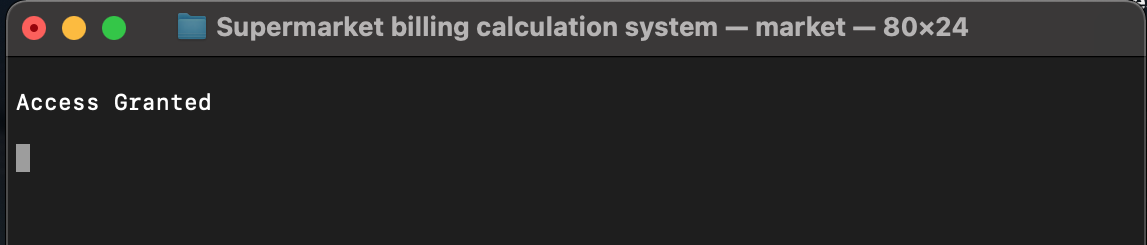 Supermarket billing calculation system — market — 80×24
Access Granted